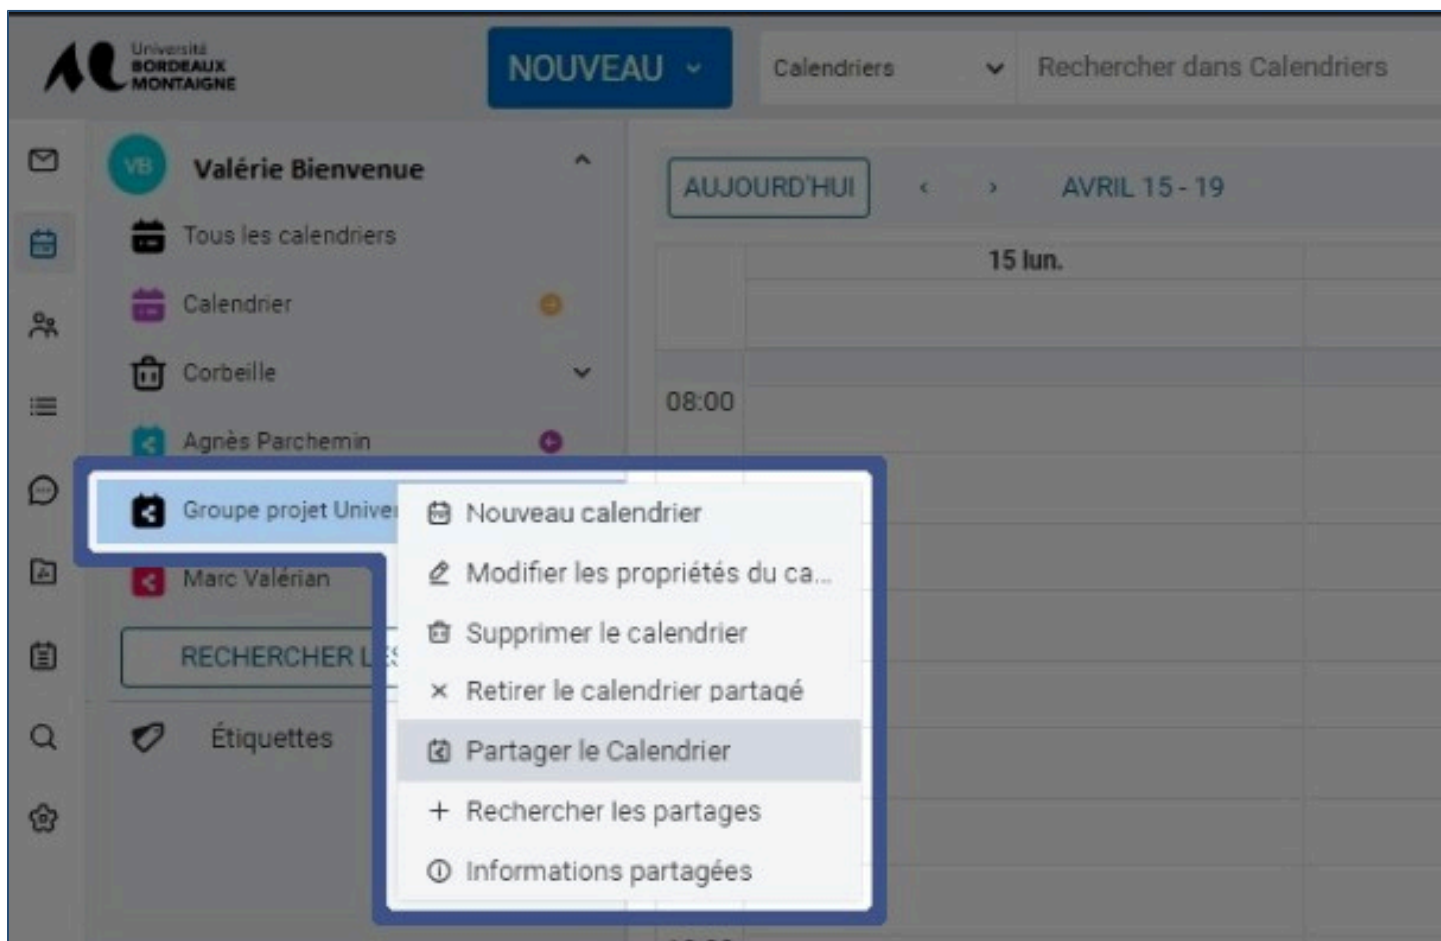 Université
BORDEAUX
MONTAIGNE
NOUVEAU
Calendriers
Rechercher dans Calendriers
VB
Valérie Bienvenue
Tous les calendriers
Calendrier
Corbeille
Agnès Parchemin
Groupe projet Univer
Marc Valérian
RECHERCHER LES
Étiquettes
Nouveau calendrier
Modifier les propriétés du ca...
Supprimer le calendrier
Retirer le calendrier partagé
Partager le Calendrier
Rechercher les partages
Informations partagées
AUJOURD'HUI
AVRIL 15 - 19
15 lun.
08:00